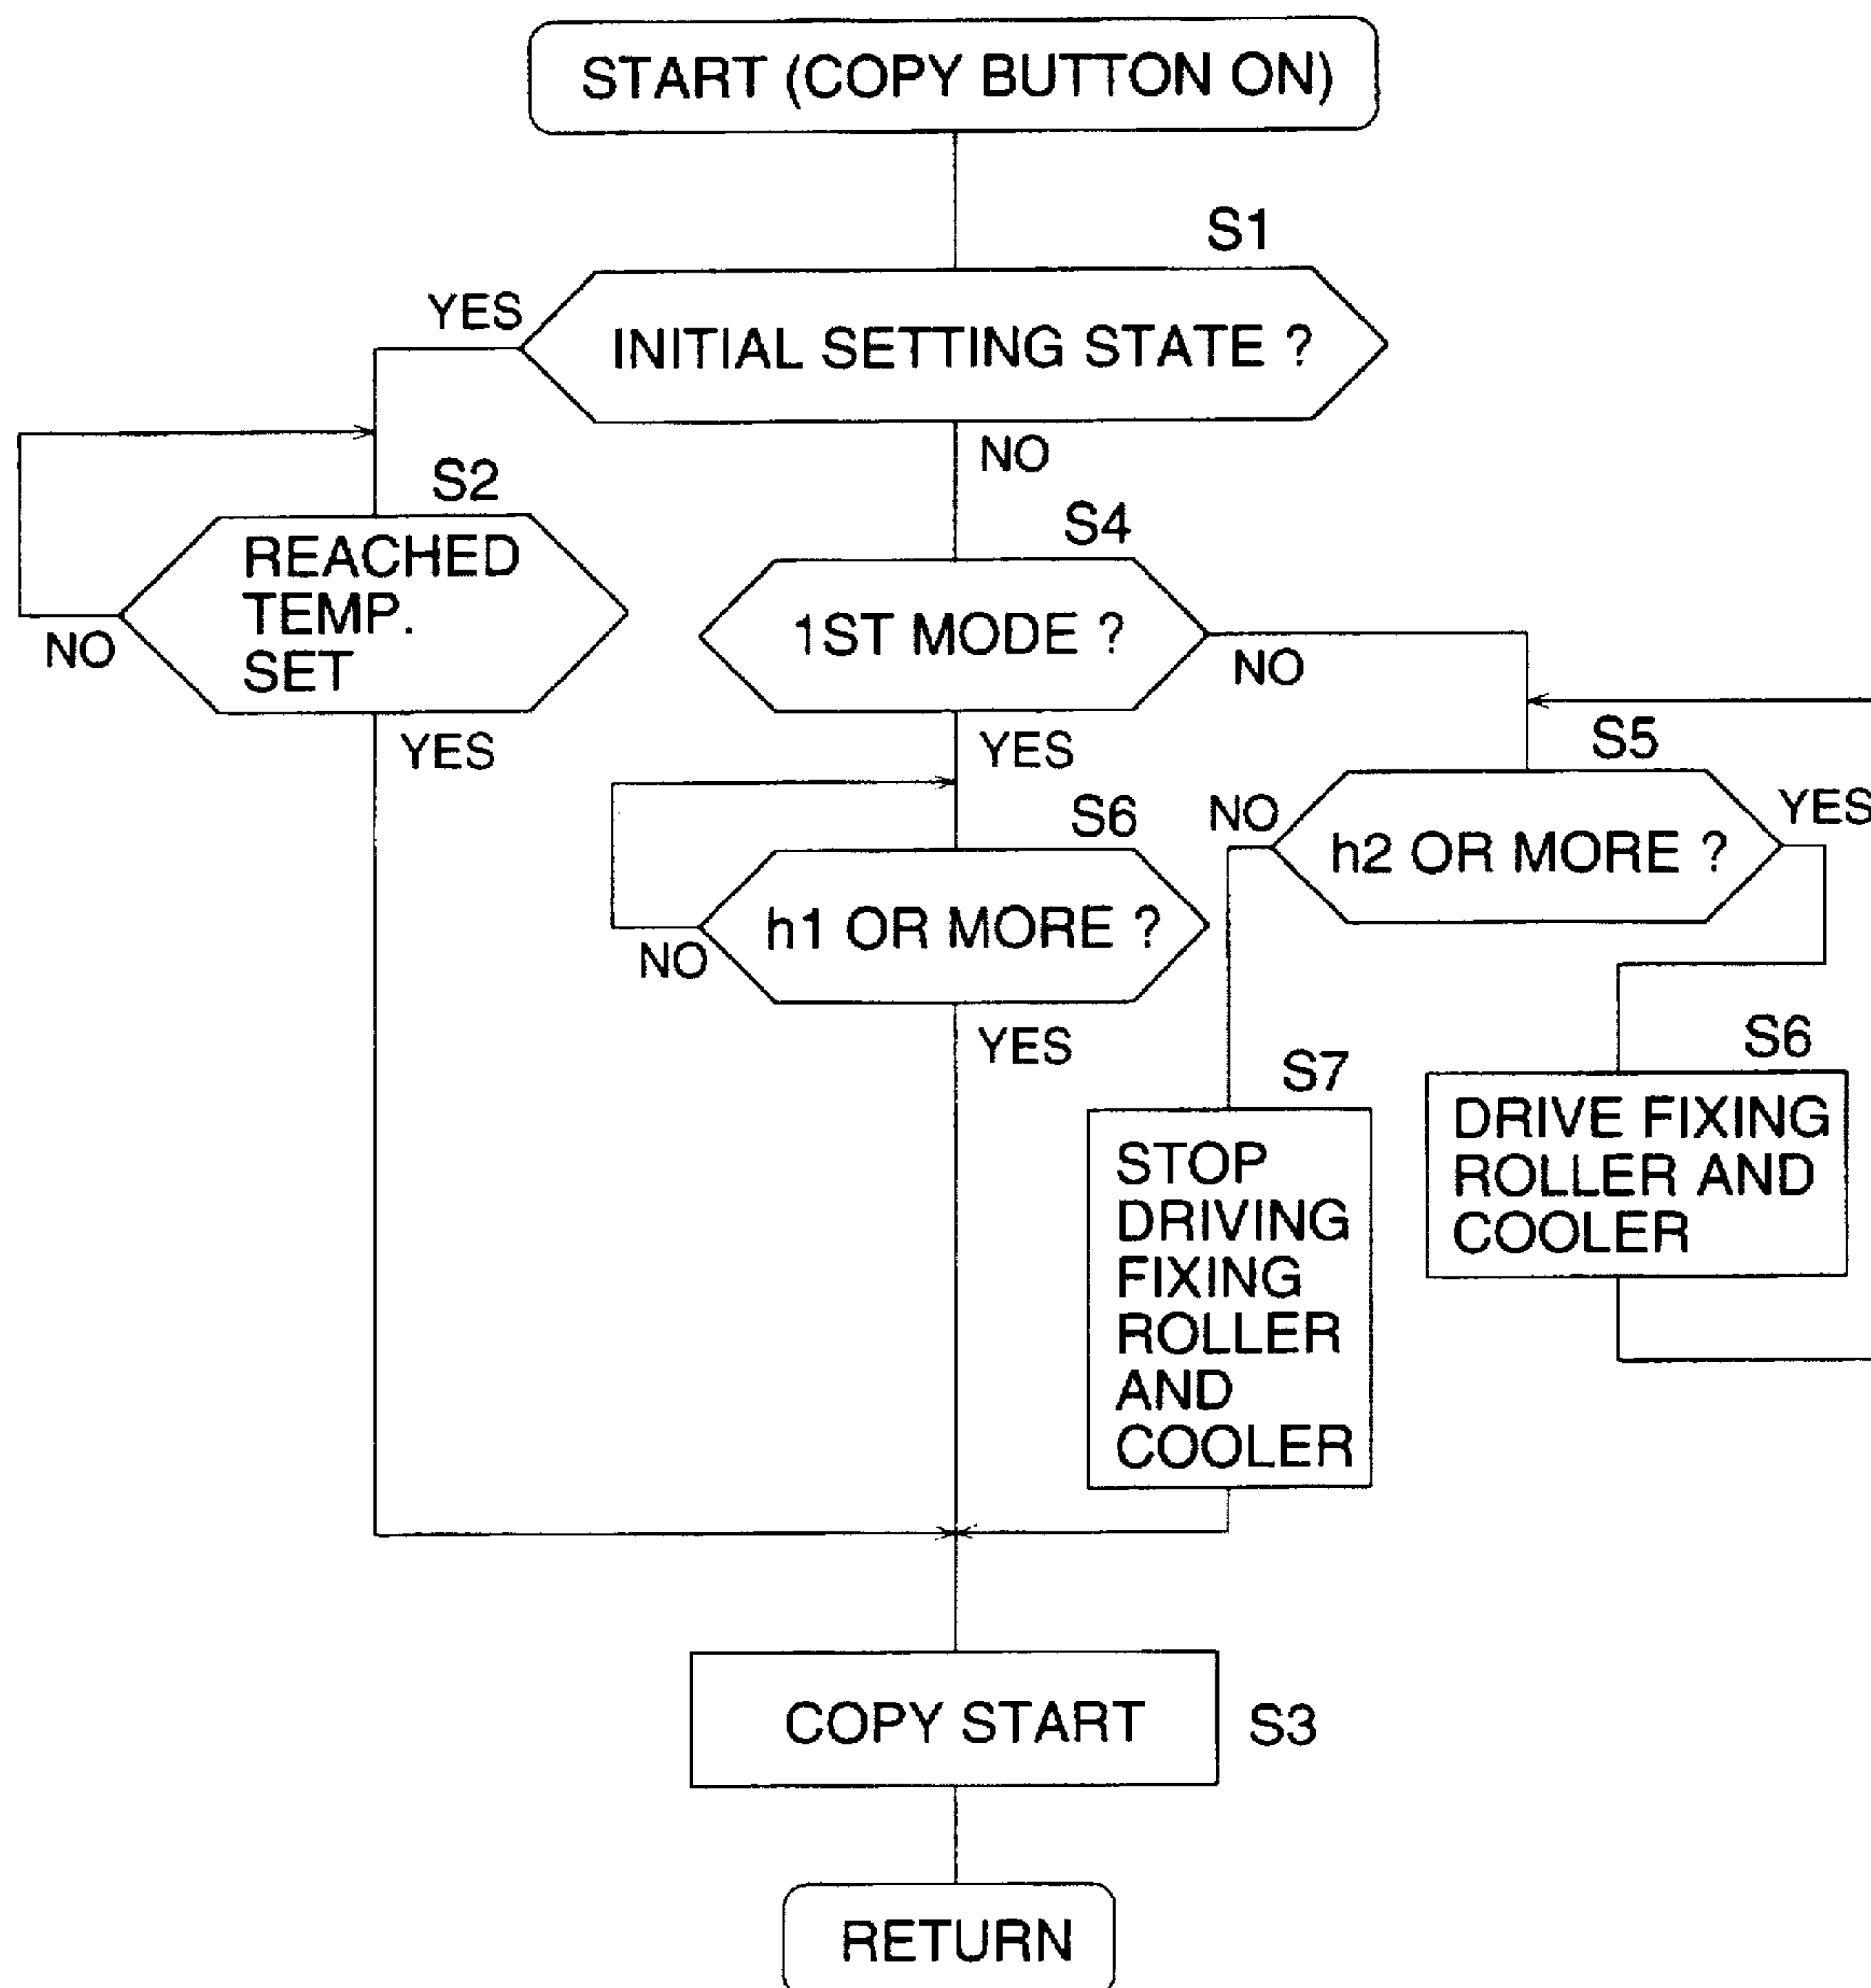 START (COPY BUTTON ON)
S1
YES
INITIAL SETTING STATE ?
NO
S2
REACHED
TEMP.
SET
NO
YES
S4
1ST MODE ?
NO
YES
S6
h1 OR MORE ?
NO
YES
S5
NO
YES
h2 OR MORE ?
S7
STOP
DRIVING
FIXING
ROLLER
AND
COOLER
S6
DRIVE FIXING
ROLLER AND
COOLER
COPY START
S3
RETURN